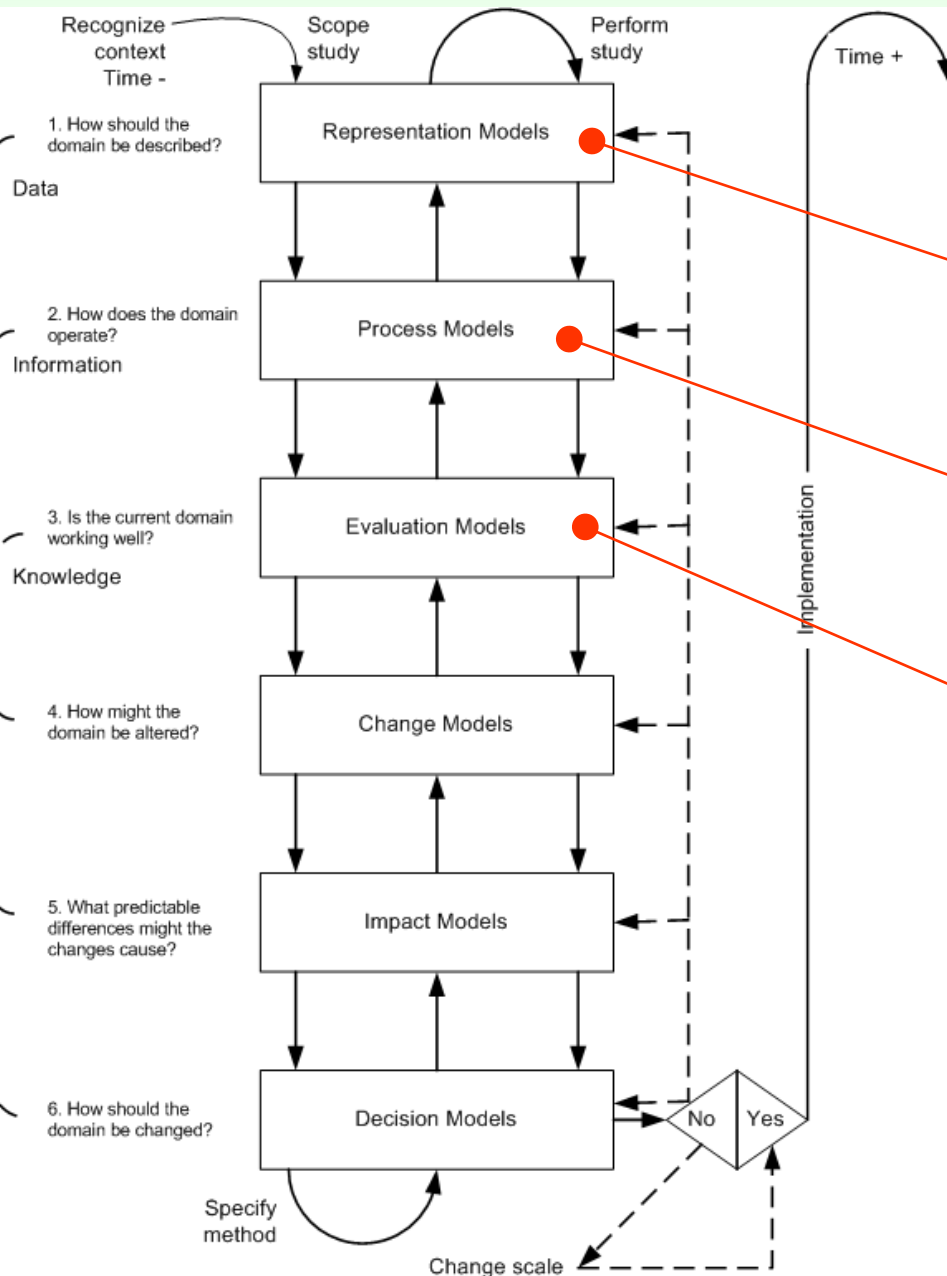 Recognize
context
Time -
Scope
study
Perform
study
Time +
1. How should the
domain be described?
Data
Representation Models
2. How does the domain
operate?
Information
Process Models
3. Is the current domain
working well?
Knowledge
Evaluation Models
Implementation
4. How might the
domain be altered?
Change Models
5. What predictable
differences might the
changes cause?
Impact Models
6. How should the
domain be changed?
Decision Models
No
Yes
Specify
method
Change scale